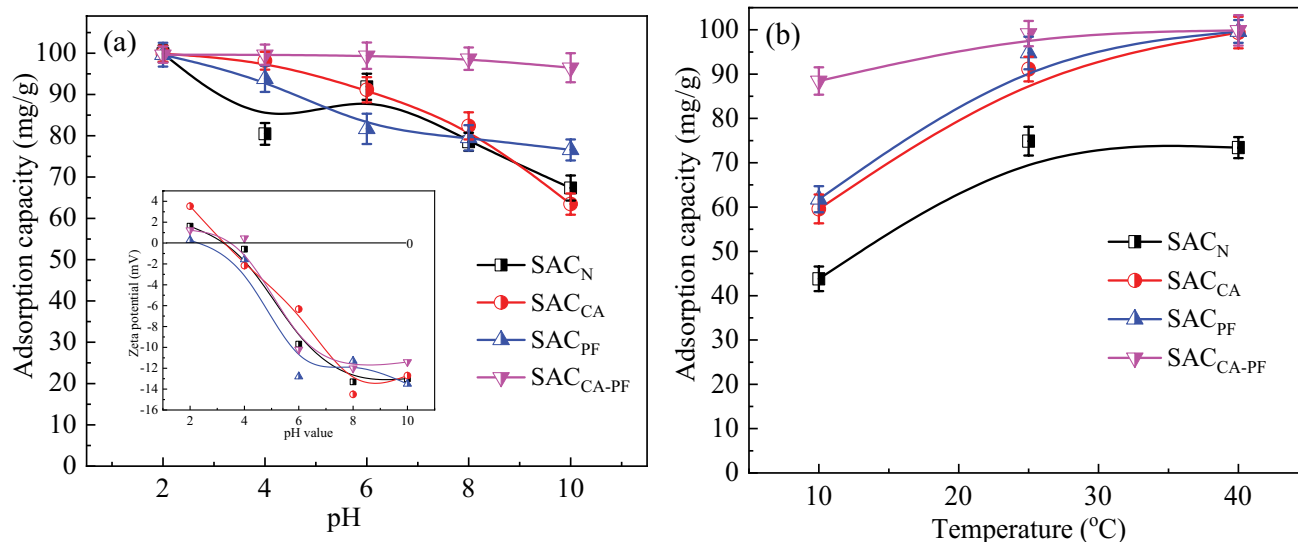 (a)
Adsorption capacity (mg/g)
100
90
80
70
60
50
40
30
20
10
0
2 4 6 8 10
pH
SAC_N
SAC_CA
SAC_PF
SAC_CA-PF
Zeta potential (mV)
4
2
0
-2
-4
-6
-8
-10
-12
-14
-16
0
2 4 6 8 10
pH value
(b)
Adsorption capacity (mg/g)
100
90
80
70
60
50
40
30
20
10
0
10 20 30 40
Temperature (°C)
SAC_N
SAC_CA
SAC_PF
SAC_CA-PF